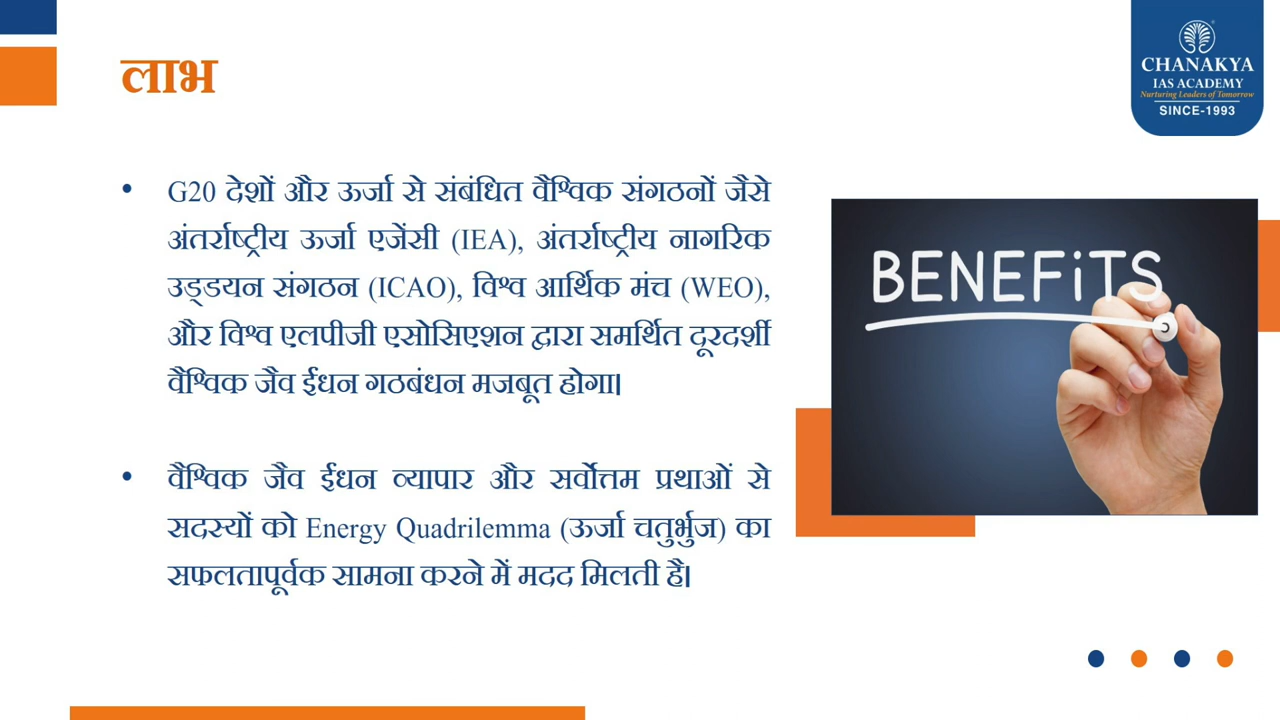 लाभ
CHANAKYA
IAS ACADEMY
Nurturing Leaders of Tomorrow
SINCE-1993
• G20 देशों और ऊर्जा से संबंधित वैश्विक संगठनों जैसे
अंतर्राष्ट्रीय ऊर्जा एजेंसी (IEA), अंतर्राष्ट्रीय नागरिक
उड्डयन संगठन (ICAO), विश्व आर्थिक मंच (WEO),
और विश्व एलपीजी एसोसिएशन द्वारा समर्थित दूरदर्शी
वैश्विक जैव ईंधन गठबंधन मजबूत होगा।
BENEFiTS
• वैश्विक जैव ईंधन व्यापार और सर्वोत्तम प्रथाओं से
सदस्यों को Energy Quadrilemma (ऊर्जा चतुर्भुज) का
सफलतापूर्वक सामना करने में मदद मिलती है।